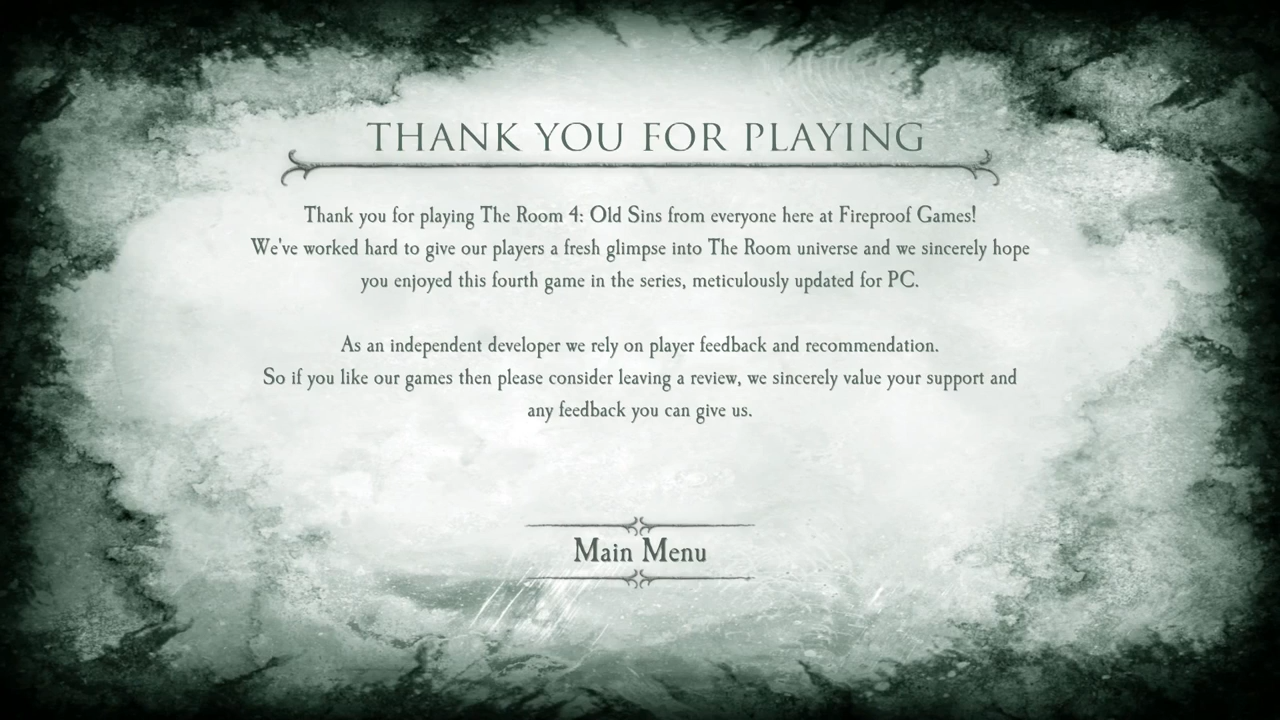 THANK YOU FOR PLAYING
Thank you for playing The Room 4: Old Sins from everyone here at Fireproof Games!
We've worked hard to give our players a fresh glimpse into The Room universe and we sincerely hope
you enjoyed this fourth game in the series, meticulously updated for PC.
As an independent developer we rely on player feedback and recommendation.
So if you like our games then please consider leaving a review, we sincerely value your support and
any feedback you can give us.
Main Menu